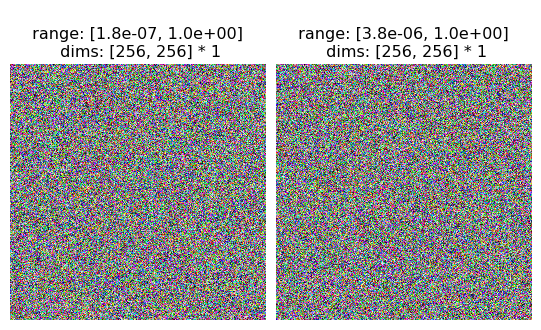 range: [1.8e-07, 1.0e+00]
dims: [256, 256] * 1
range: [3.8e-06, 1.0e+00]
dims: [256, 256] * 1